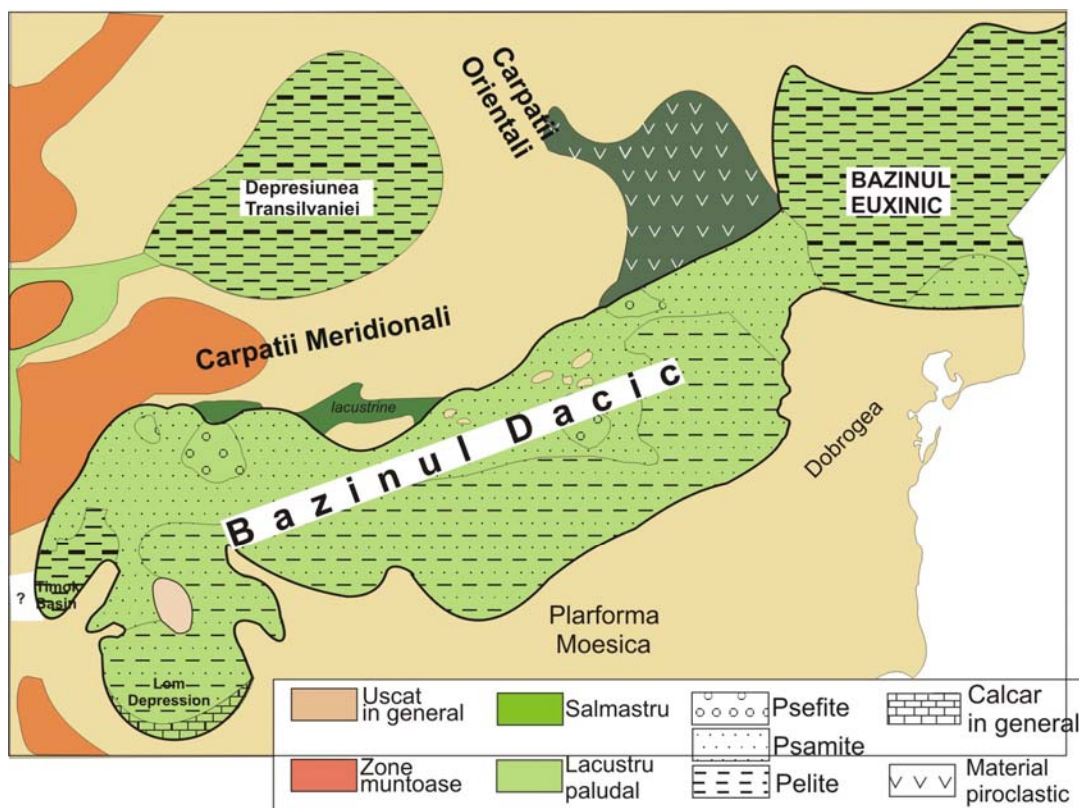 Carpatii
Orientali
Depresiunea
Transilvaniei
BAZINUL
EUXINIC
Carpatii Meridionali
lacustrine
Bazinul Dacic
Dobrogea
?
Timok
Basin
Plarforma
Moesica
Lom
Depression
Uscat
in general
Salmastru
Psefite
Calcar
in general
Psamite
Zone
muntoase
Lacustru
paludal
Pelite
Material
piroclastic